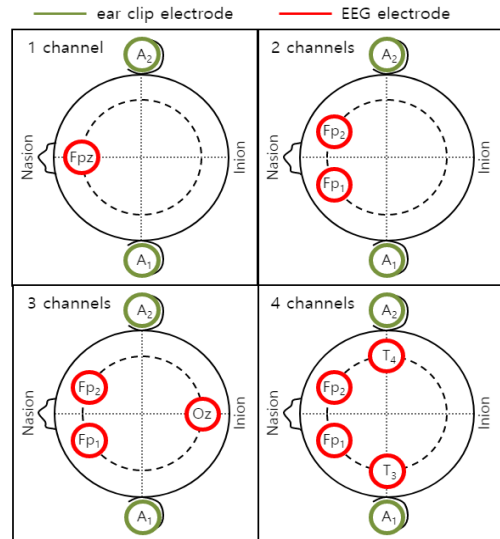 ear clip electrode EEG electrode
1 channel
A2
Fpz
Nasion
Inion
A1
2 channels
A2
Fp2
Fp1
Nasion
Inion
A1
3 channels
A2
Fp2
Fp1
Oz
Nasion
Inion
A1
4 channels
A2
T4
Fp2
Fp1
T3
Nasion
Inion
A1